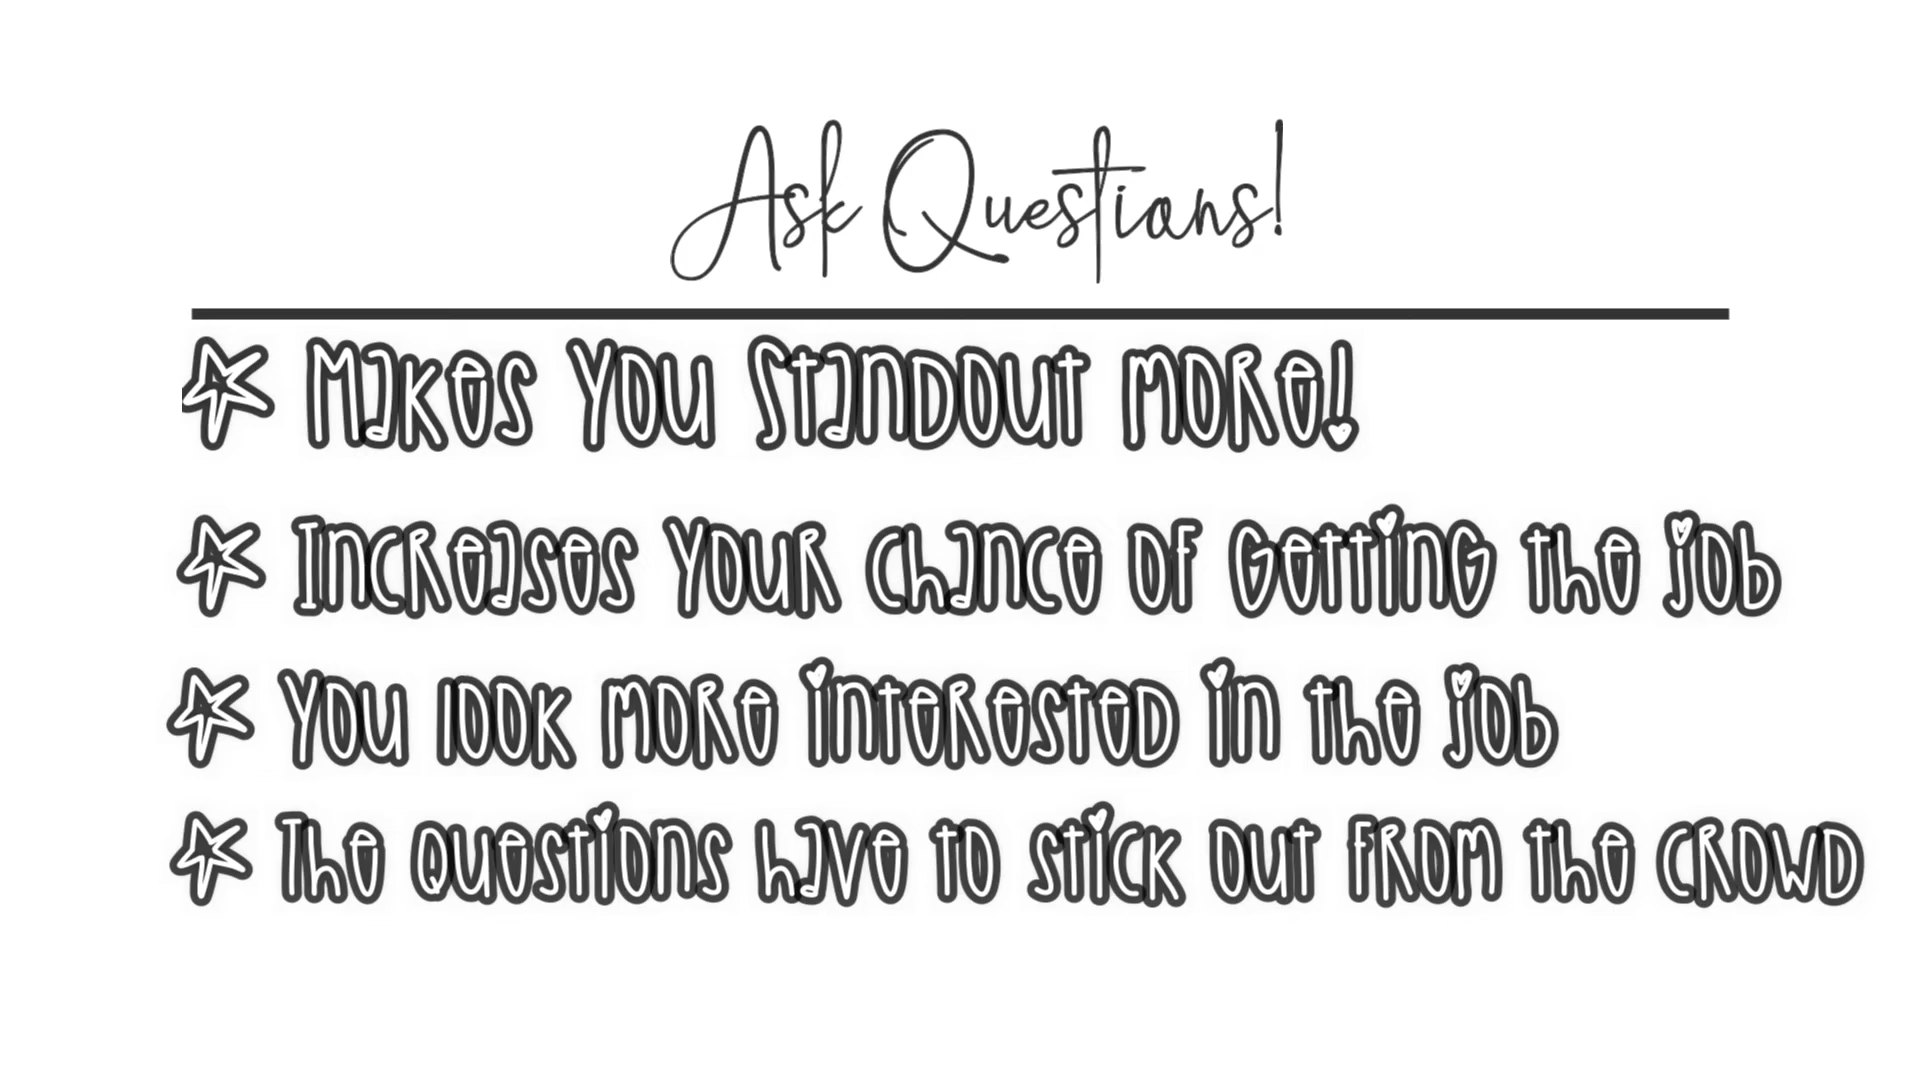 Ask Questions!
Makes You Standout more!
Increases Your Chance of Getting the job
You look more interested in the job
The Questions have to stick out from the crowd